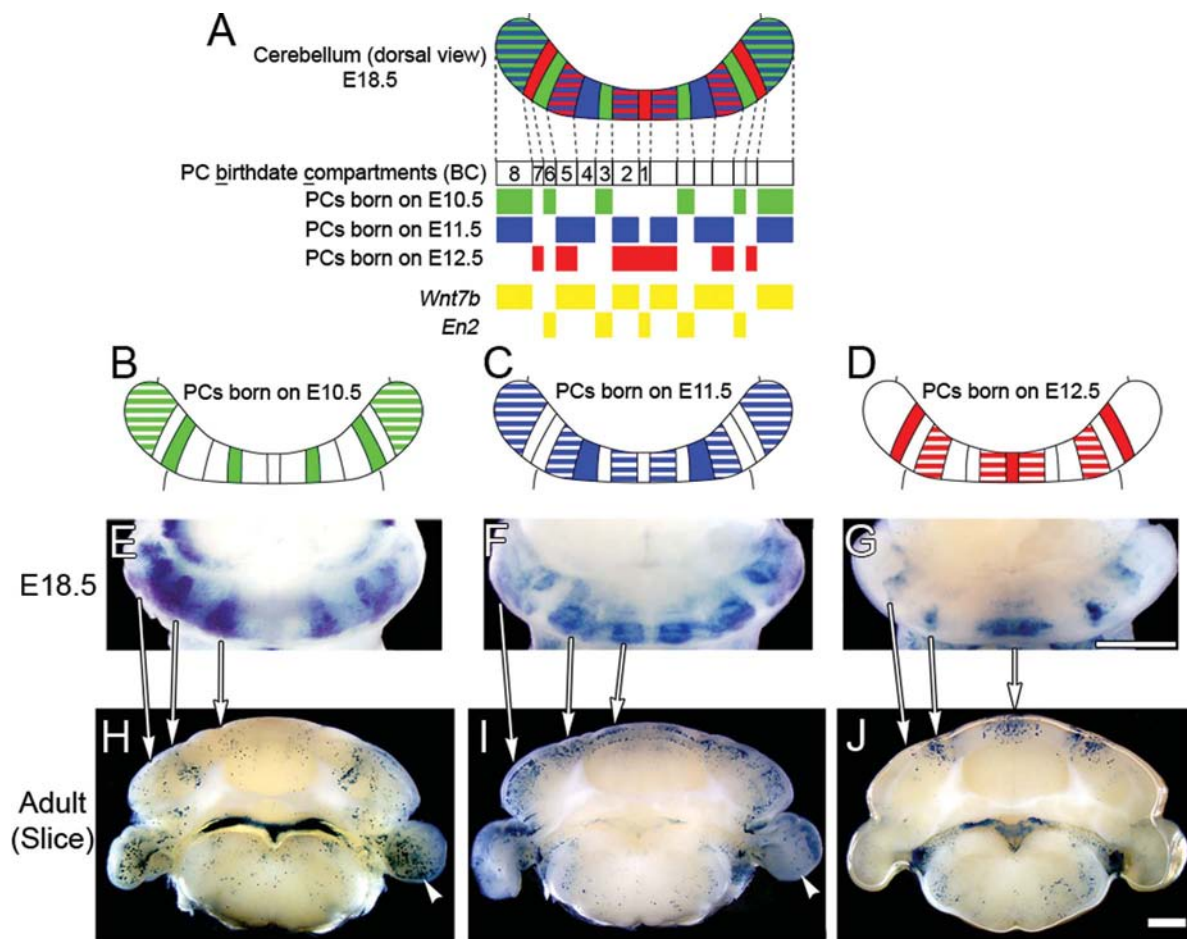 A
Cerebellum (dorsal view)
E18.5
PC birthdate compartments (BC)
8 7 6 5 4 3 2 1
PCs born on E10.5
PCs born on E11.5
PCs born on E12.5
Wnt7b
En2
B
PCs born on E10.5
C
PCs born on E11.5
D
PCs born on E12.5
E18.5
E
F
G
Adult
(Slice)
H
I
J